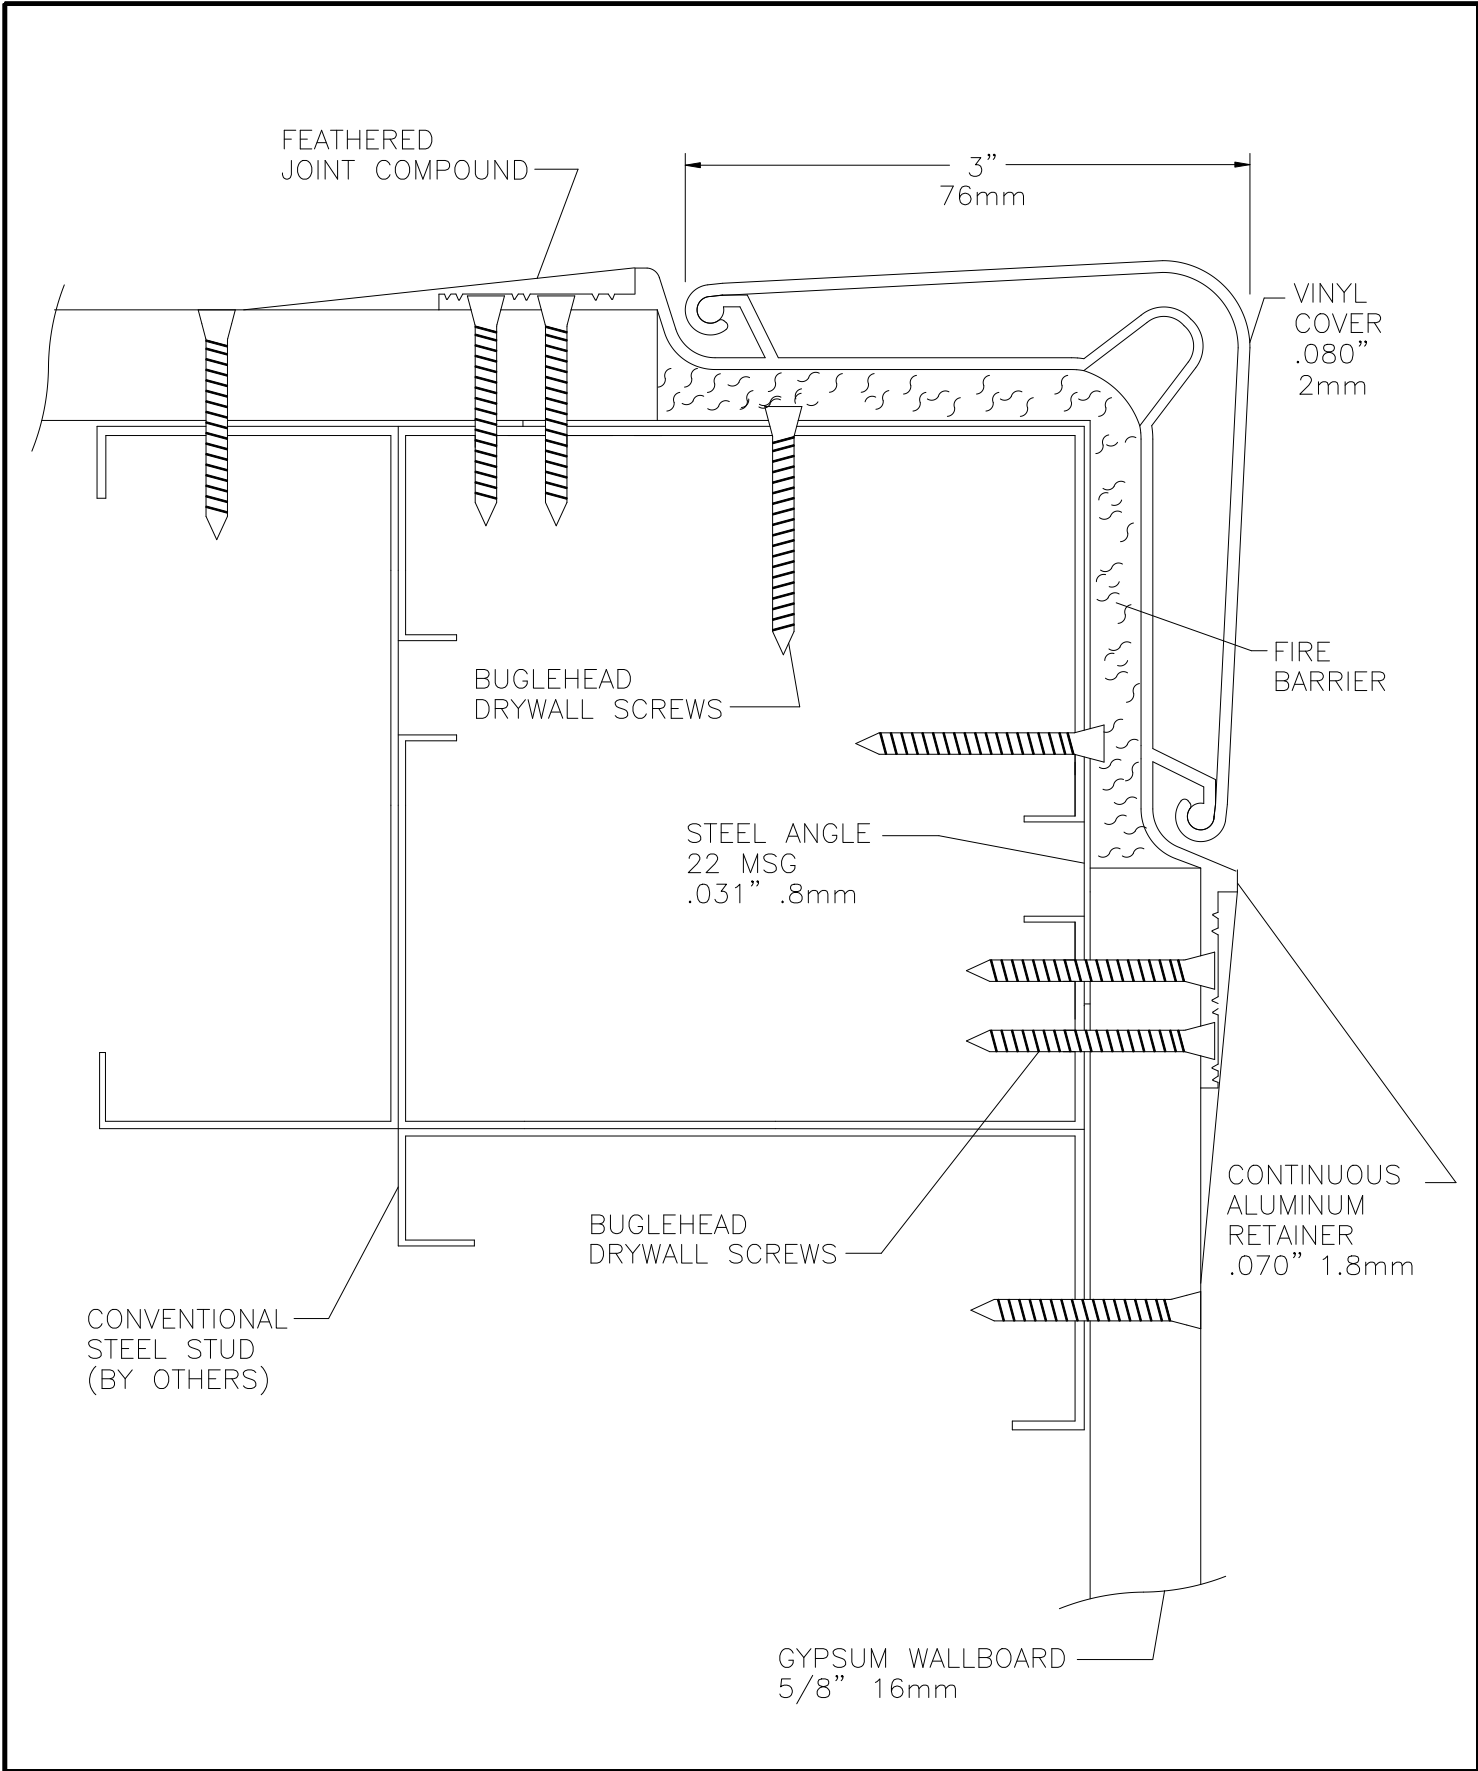 FEATHERED
JOINT COMPOUND
3”
76mm
VINYL
COVER
.080”
2mm
FIRE
BARRIER
BUGLEHEAD
DRYWALL SCREWS
STEEL ANGLE
22 MSG
.031” .8mm
CONTINUOUS
ALUMINUM
RETAINER
.070” 1.8mm
BUGLEHEAD
DRYWALL SCREWS
CONVENTIONAL
STEEL STUD
(BY OTHERS)
GYPSUM WALLBOARD
5/8” 16mm